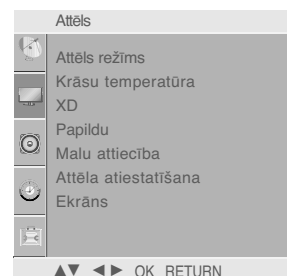 Attēls
Attēls režīms
Krāsu temperatūra
XD
Papildu
Malu attiecība
Attēla atiestatīšana
Ekrāns
▲▼ ◄► OK RETURN